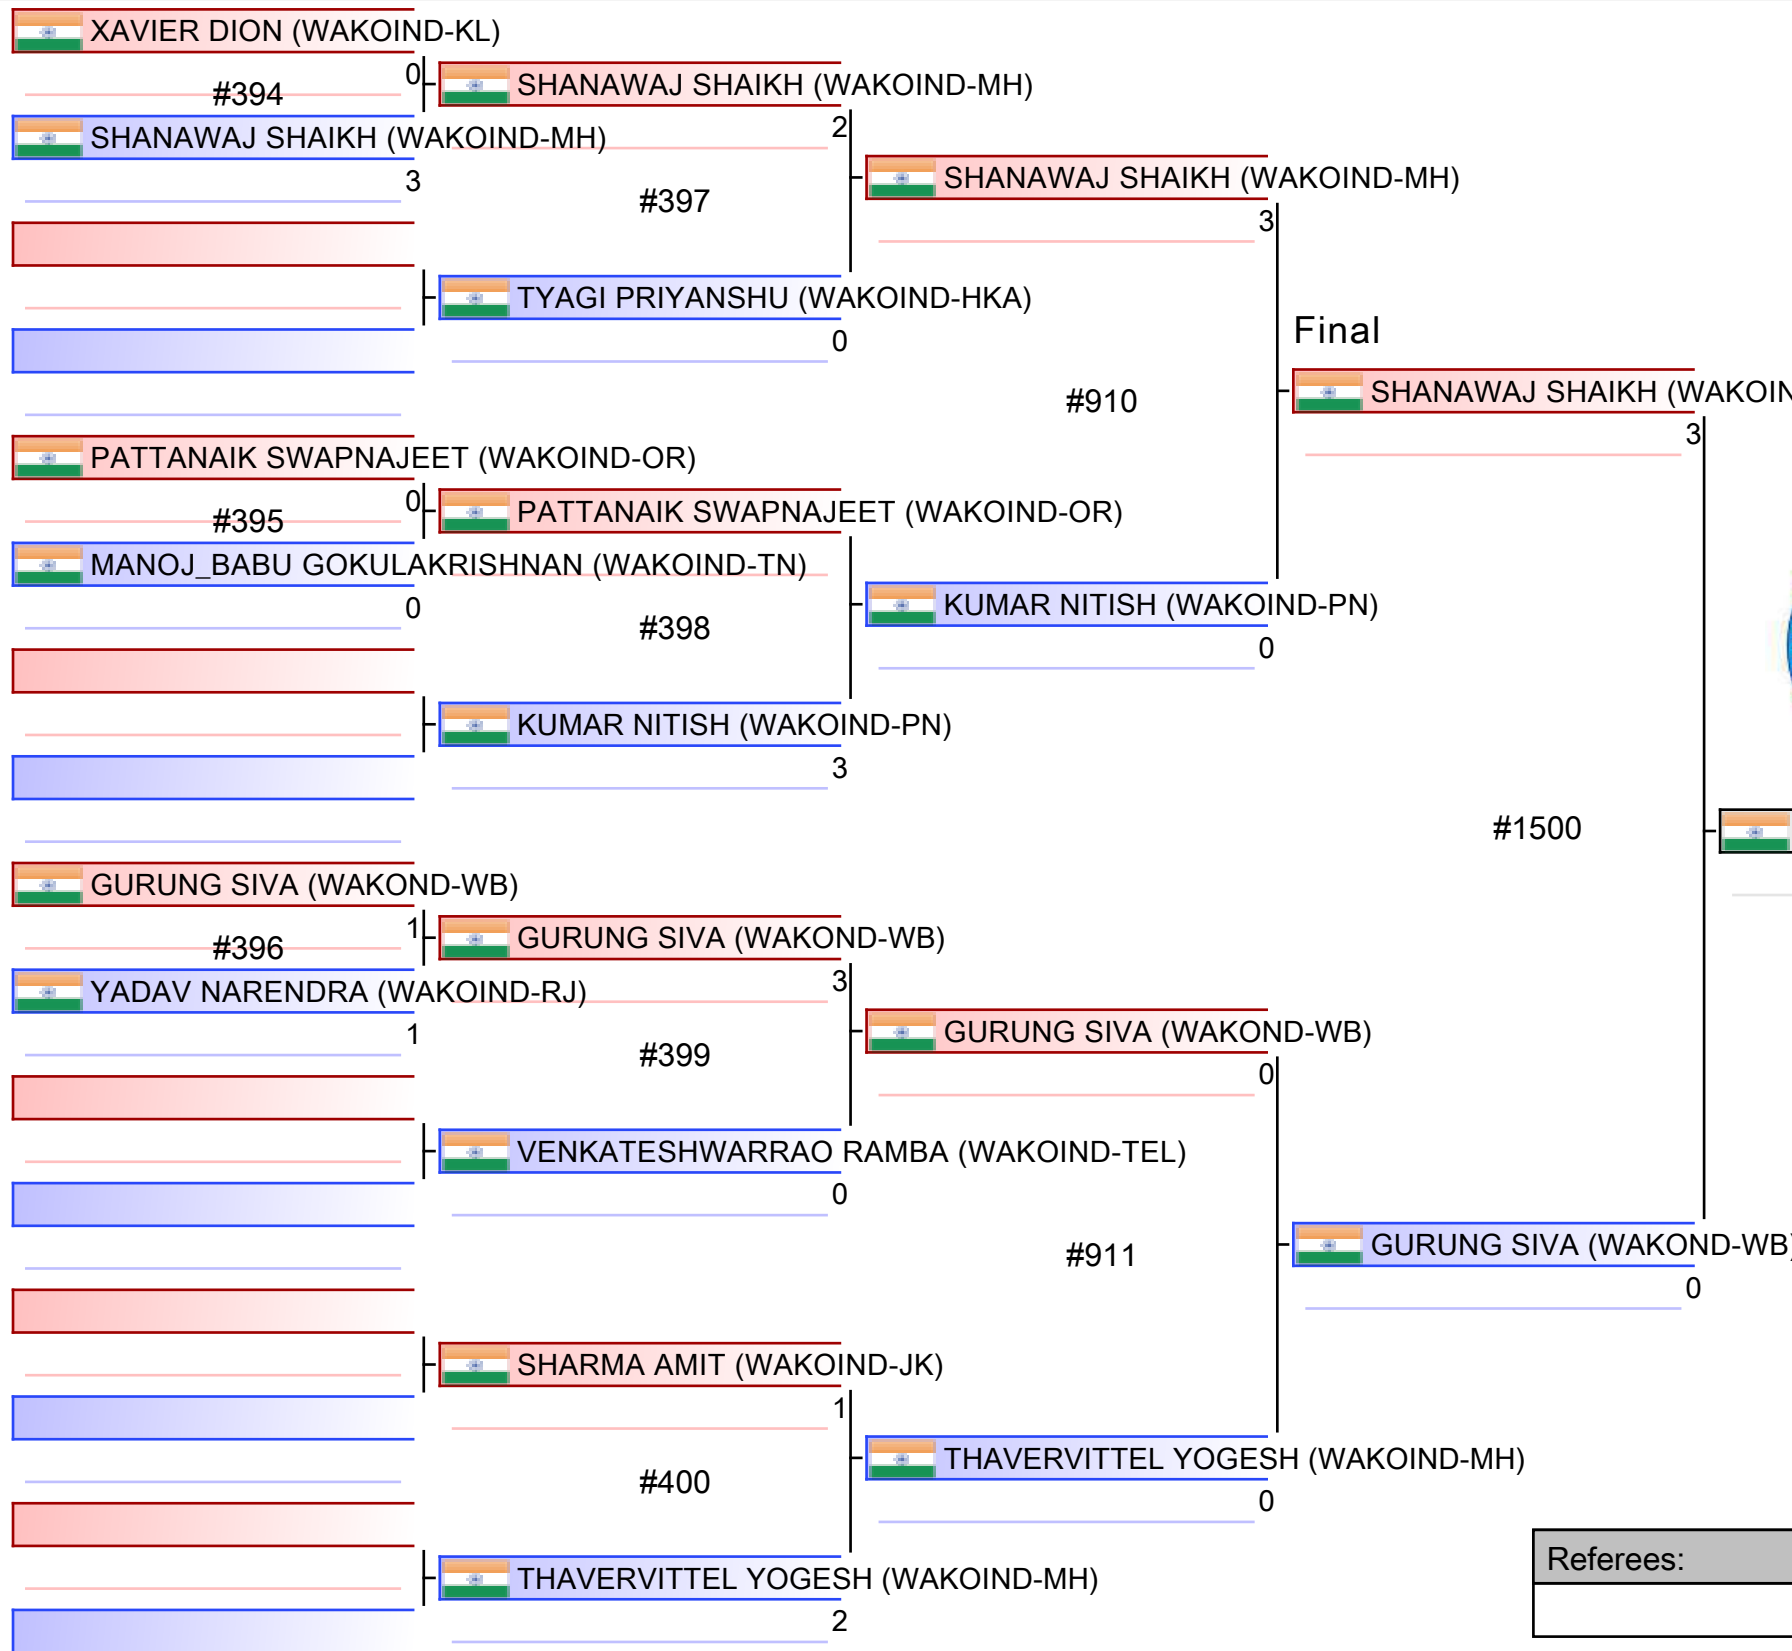 XAVIER DION (WAKOIND-KL)
0
#394
SHANAWAJ SHAIKH (WAKOIND-MH)
3
PATTANAIK SWAPNAJEET (WAKOIND-OR)
0
#395
MANOJ_BABU GOKULAKRISHNAN (WAKOIND-TN)
0
GURUNG SIVA (WAKOND-WB)
1
#396
YADAV NARENDRA (WAKOIND-RJ)
1
SHANAWAJ SHAIKH (WAKOIND-MH)
2
#397
TYAGI PRIYANSHU (WAKOIND-HKA)
0
PATTANAIK SWAPNAJEET (WAKOIND-OR)
#398
KUMAR NITISH (WAKOIND-PN)
3
GURUNG SIVA (WAKOND-WB)
3
#399
VENKATESHWARRAO RAMBA (WAKOIND-TEL)
0
SHARMA AMIT (WAKOIND-JK)
1
#400
THAVERVITTEL YOGESH (WAKOIND-MH)
2
SHANAWAJ SHAIKH (WAKOIND-MH)
3
#910
KUMAR NITISH (WAKOIND-PN)
0
GURUNG SIVA (WAKOND-WB)
0
#911
THAVERVITTEL YOGESH (WAKOIND-MH)
0
Final
SHANAWAJ SHAIKH (WAKOIN
3
#1500
GURUNG SIVA (WAKOND-WB)
0
Referees: